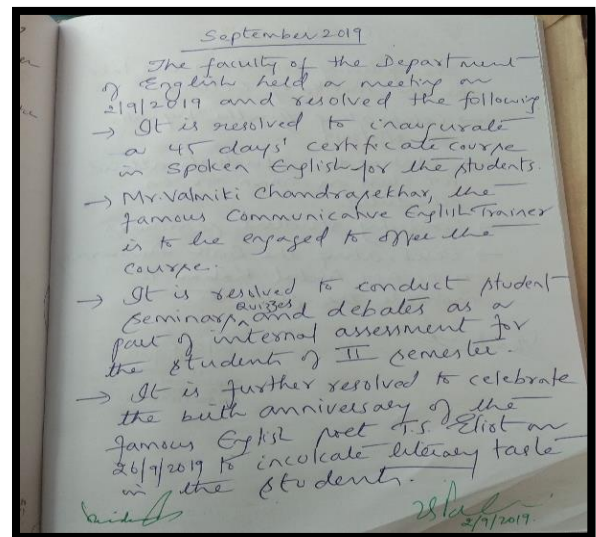 September 2019
The faculty of the Department
of English held a meeting on
2/9/2019 and resolved the following
→ It is resolved to inaugurate
a 45 days' certificate course
in Spoken English for the students.
→ Mr. Valmiki Chandrasekhar, the
famous Communicative English Trainer
is to be engaged to offer the
course.
→ It is resolved to conduct student
seminars, quizzes and debates as a
part of internal assessment for
the students of II semester.
→ It is further resolved to celebrate
the birth anniversary of the
famous English poet T.S. Eliot on
26/9/2019 to incolcate literary taste
in the students.
2/9/2019.